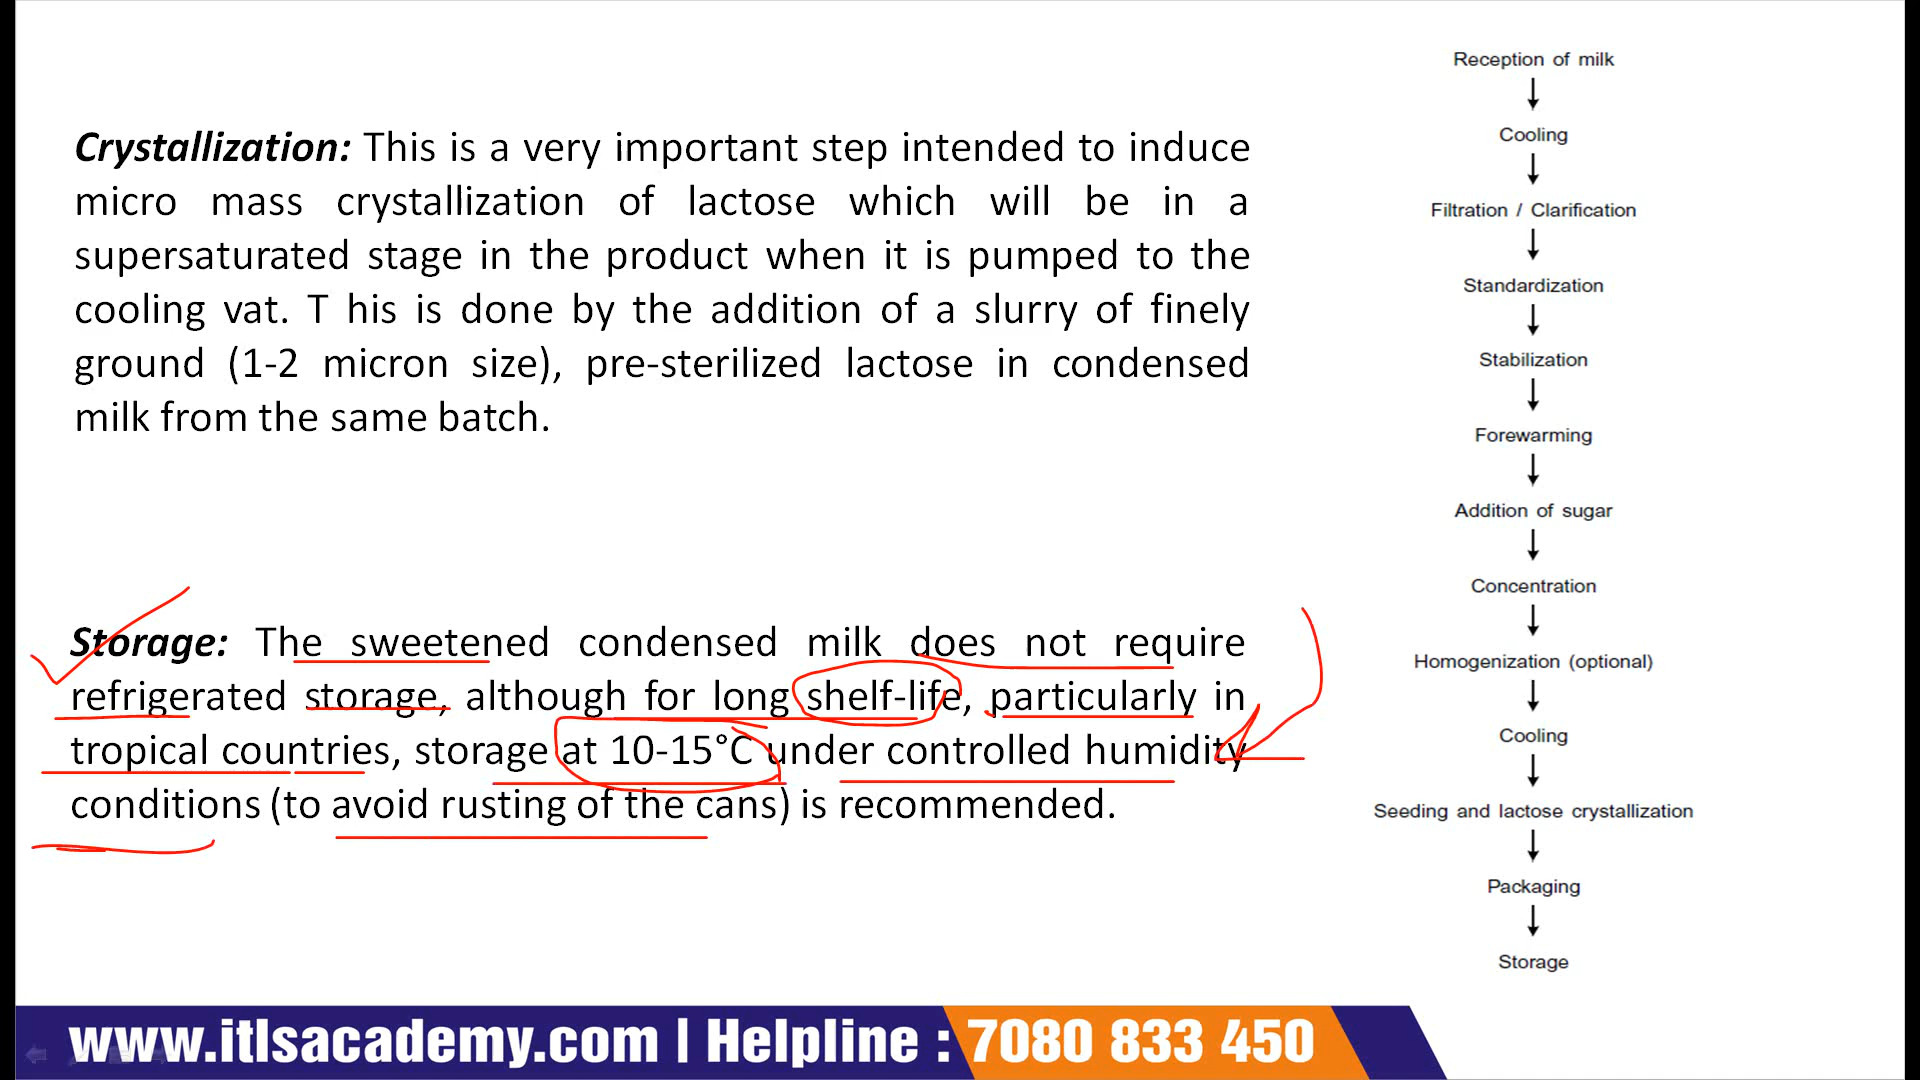 Crystallization: This is a very important step intended to induce
micro mass crystallization of lactose which will be in a
supersaturated stage in the product when it is pumped to the
cooling vat. T his is done by the addition of a slurry of finely
ground (1-2 micron size), pre-sterilized lactose in condensed
milk from the same batch.
Storage: The sweetened condensed milk does not require
refrigerated storage, although for long shelf-life, particularly in
tropical countries, storage at 10-15°C under controlled humidity
conditions (to avoid rusting of the cans) is recommended.
Reception of milk
Cooling
Filtration / Clarification
Standardization
Stabilization
Forewarming
Addition of sugar
Concentration
Homogenization (optional)
Cooling
Seeding and lactose crystallization
Packaging
Storage
www.itlsacademy.com | Helpline : 7080 833 450